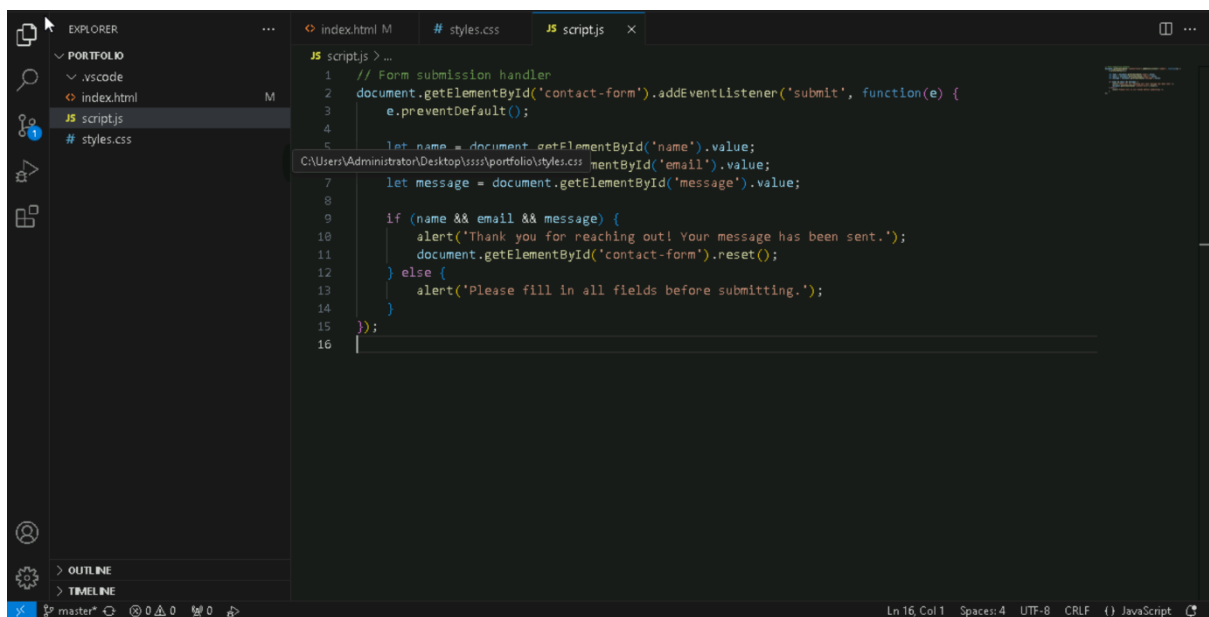 EXPLORER
PORTFOLIO
.vscode
index.html M
JS script.js
# styles.css
OUTLINE
TIMELINE
index.html M # styles.css JS script.js
JS script.js > ...
1 // Form submission handler
2 document.getElementById('contact-form').addEventListener('submit', function(e) {
3 e.preventDefault();
4
5 let name = document.getElementById('name').value;
C:\Users\Administrator\Desktop\ssss\portfolio\styles.css mentById('email').value;
7 let message = document.getElementById('message').value;
8
9 if (name && email && message) {
10 alert('Thank you for reaching out! Your message has been sent.');
11 document.getElementById('contact-form').reset();
12 } else {
13 alert('Please fill in all fields before submitting.');
14 }
15 });
16
1
master* 0 0 0 Ln 16, Col 1 Spaces: 4 UTF-8 CRLF {} JavaScript